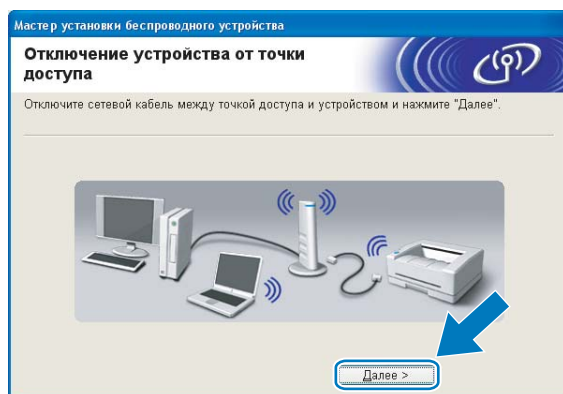 Мастер установки беспроводного устройства
Отключение устройства от точки
доступа
Отключите сетевой кабель между точкой доступа и устройством и нажмите "Далее".
Далее >